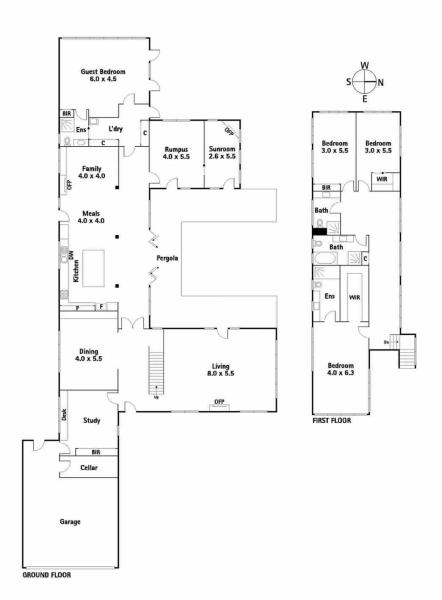 Guest Bedroom
6.0 x 4.5
BIR
Ens
L'dry
C
C
Rumpus
4.0 x 5.5
Sunroom
2.6 x 5.5
OFP
Family
4.0 x 4.0
OFP
Meals
4.0 x 4.0
DW
Kitchen
P
F
Pergola
Dining
4.0 x 5.5
Up
Living
8.0 x 5.5
OFP
Desk
Study
BIR
Cellar
Garage
GROUND FLOOR
W
S
N
E
Bedroom
3.0 x 5.5
Bedroom
3.0 x 5.5
BIR
WIR
Bath
Bath
C
Ens
WIR
Bedroom
4.0 x 6.3
FIRST FLOOR